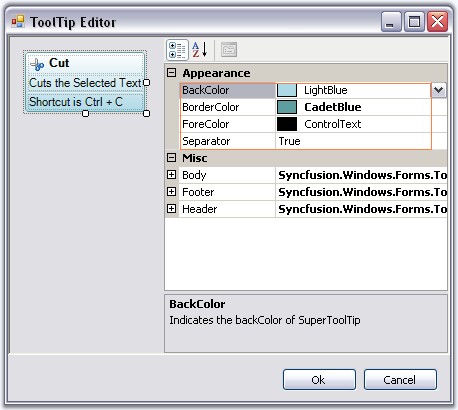 ToolTip Editor
Cut
Cuts the Selected Text
Shortcut is Ctrl + C
Appearance
BackColor LightBlue
BorderColor CadetBlue
ForeColor ControlText
Separator True
Misc
Body Syncfusion.Windows.Forms.To
Footer Syncfusion.Windows.Forms.To
Header Syncfusion.Windows.Forms.To
BackColor
Indicates the backColor of SuperToolTip
Ok Cancel